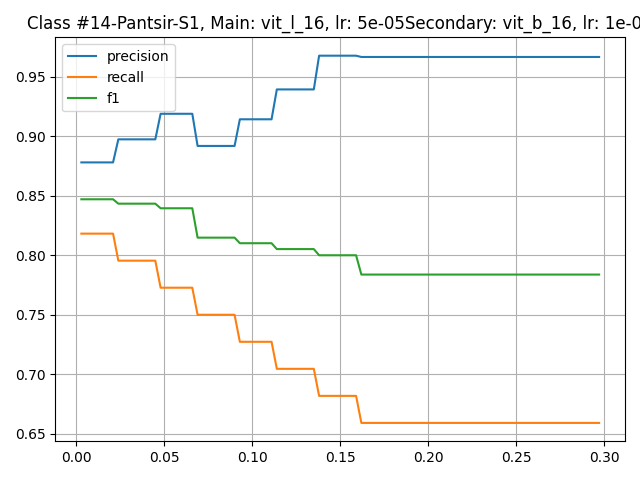 Class #14-Pantsir-S1, Main: vit_l_16, lr: 5e-05Secondary: vit_b_16, lr: 1e-0
precision
recall
f1
0.95
0.90
0.85
0.80
0.75
0.70
0.65
0.00 0.05 0.10 0.15 0.20 0.25 0.30